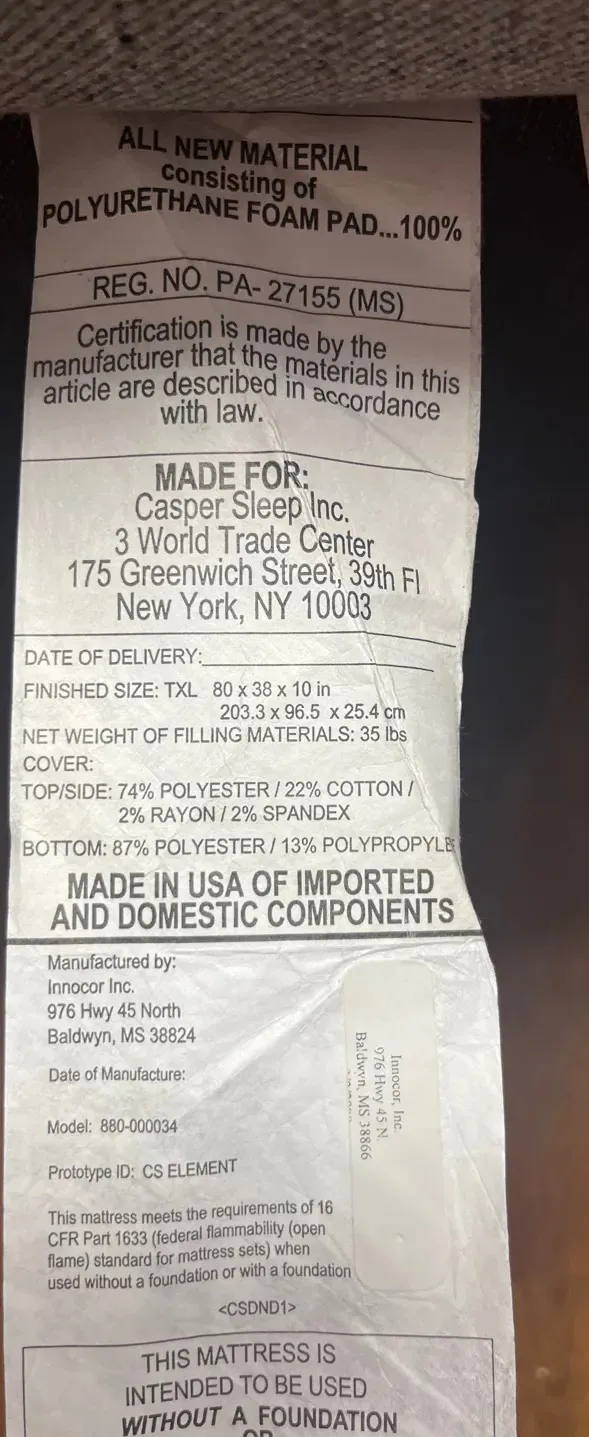 ALL NEW MATERIAL
consisting of
POLYURETHANE FOAM PAD...100%
REG. NO. PA- 27155 (MS)
Certification is made by the
manufacturer that the materials in this
article are described in accordance
with law.
MADE FOR:
Casper Sleep Inc.
3 World Trade Center
175 Greenwich Street, 39th Fl
New York, NY 10003
DATE OF DELIVERY:
FINISHED SIZE: TXL 80 x 38 x 10 in
203.3 x 96.5 x 25.4 cm
NET WEIGHT OF FILLING MATERIALS: 35 lbs
COVER:
TOP/SIDE: 74% POLYESTER / 22% COTTON /
2% RAYON / 2% SPANDEX
BOTTOM: 87% POLYESTER / 13% POLYPROPYLE
MADE IN USA OF IMPORTED
AND DOMESTIC COMPONENTS
Manufactured by:
Innocor Inc.
976 Hwy 45 North
Baldwyn, MS 38824
Date of Manufacture:
Model: 880-000034
Prototype ID: CS ELEMENT
This mattress meets the requirements of 16
CFR Part 1633 (federal flammability (open
flame) standard for mattress sets) when
used without a foundation or with a foundation
<CSDND1>
Innocor, Inc.
976 Hwy 45 N.
Baldwyn, MS 38866
THIS MATTRESS IS
INTENDED TO BE USED
WITHOUT A FOUNDATION
OR